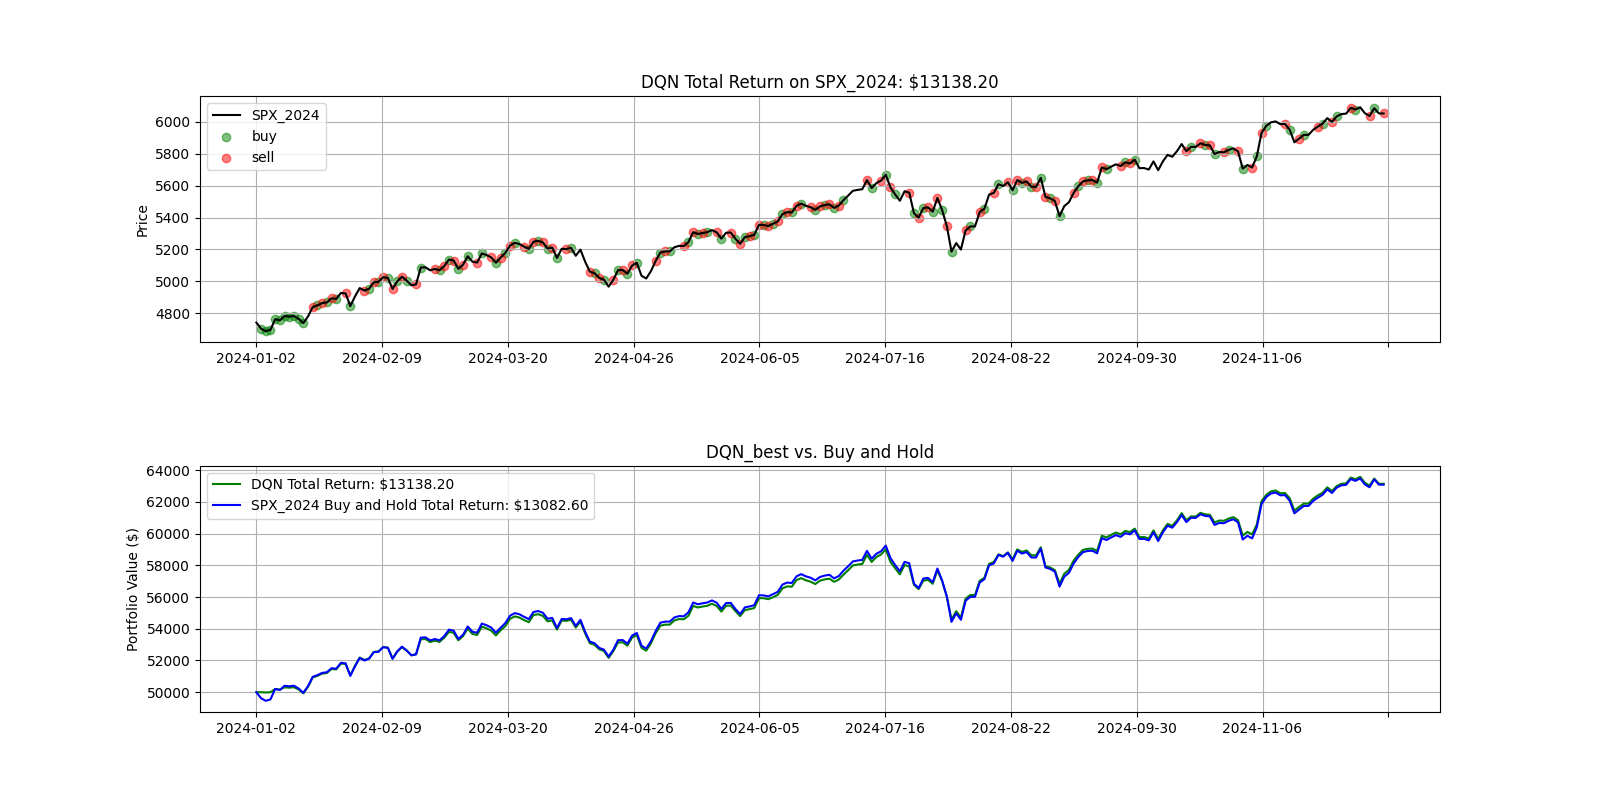 DQN Total Return on SPX_2024: $13138.20
SPX_2024
buy
sell
Price
6000
5800
5600
5400
5200
5000
4800
2024-01-02 2024-02-09 2024-03-20 2024-04-26 2024-06-05 2024-07-16 2024-08-22 2024-09-30 2024-11-06
DQN_best vs. Buy and Hold
DQN Total Return: $13138.20
SPX_2024 Buy and Hold Total Return: $13082.60
Portfolio Value ($)
64000
62000
60000
58000
56000
54000
52000
50000
2024-01-02 2024-02-09 2024-03-20 2024-04-26 2024-06-05 2024-07-16 2024-08-22 2024-09-30 2024-11-06